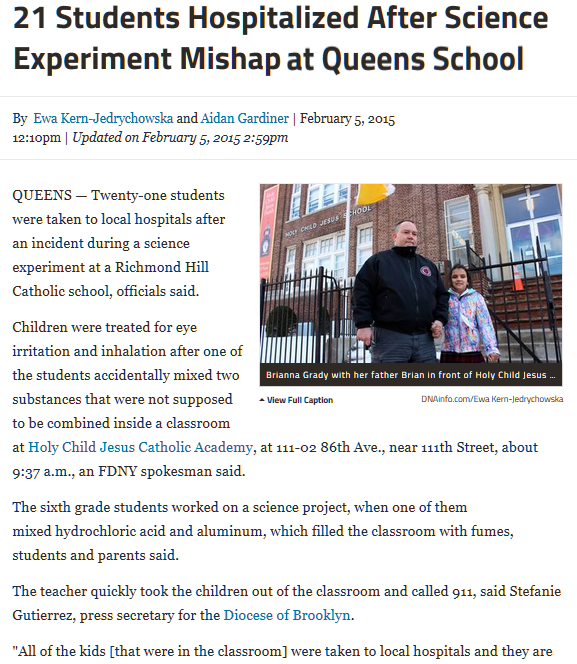 21 Students Hospitalized After Science
Experiment Mishap at Queens School
By Ewa Kern-Jedrychowska and Aidan Gardiner | February 5, 2015
12:10pm | Updated on February 5, 2015 2:59pm
QUEENS — Twenty-one students
were taken to local hospitals after
an incident during a science
experiment at a Richmond Hill
Catholic school, officials said.
Children were treated for eye
irritation and inhalation after one of
the students accidentally mixed two
substances that were not supposed
to be combined inside a classroom
HOLY CHILD JESUS SCHOOL
Brianna Grady with her father Brian in front of Holy Child Jesus ...
View Full Caption
DNAinfo.com/Ewa Kern-Jedrychowska
at Holy Child Jesus Catholic Academy, at 111-02 86th Ave., near 111th Street, about
9:37 a.m., an FDNY spokesman said.
The sixth grade students worked on a science project, when one of them
mixed hydrochloric acid and aluminum, which filled the classroom with fumes,
students and parents said.
The teacher quickly took the children out of the classroom and called 911, said Stefanie
Gutierrez, press secretary for the Diocese of Brooklyn.
"All of the kids [that were in the classroom] were taken to local hospitals and they are